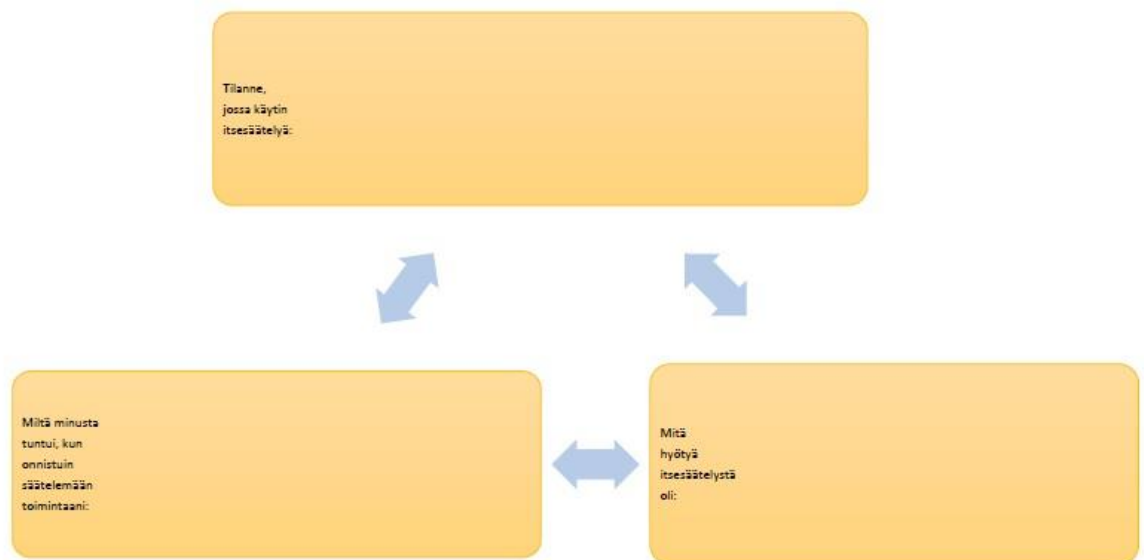 Tilanne,
jossa käytin
itsesäätelyä:
Miltä minusta
tuntui, kun
onnistuin
säätelemään
toimintaani:
Mitä
hyötyä
itsesäätelystä
oli: